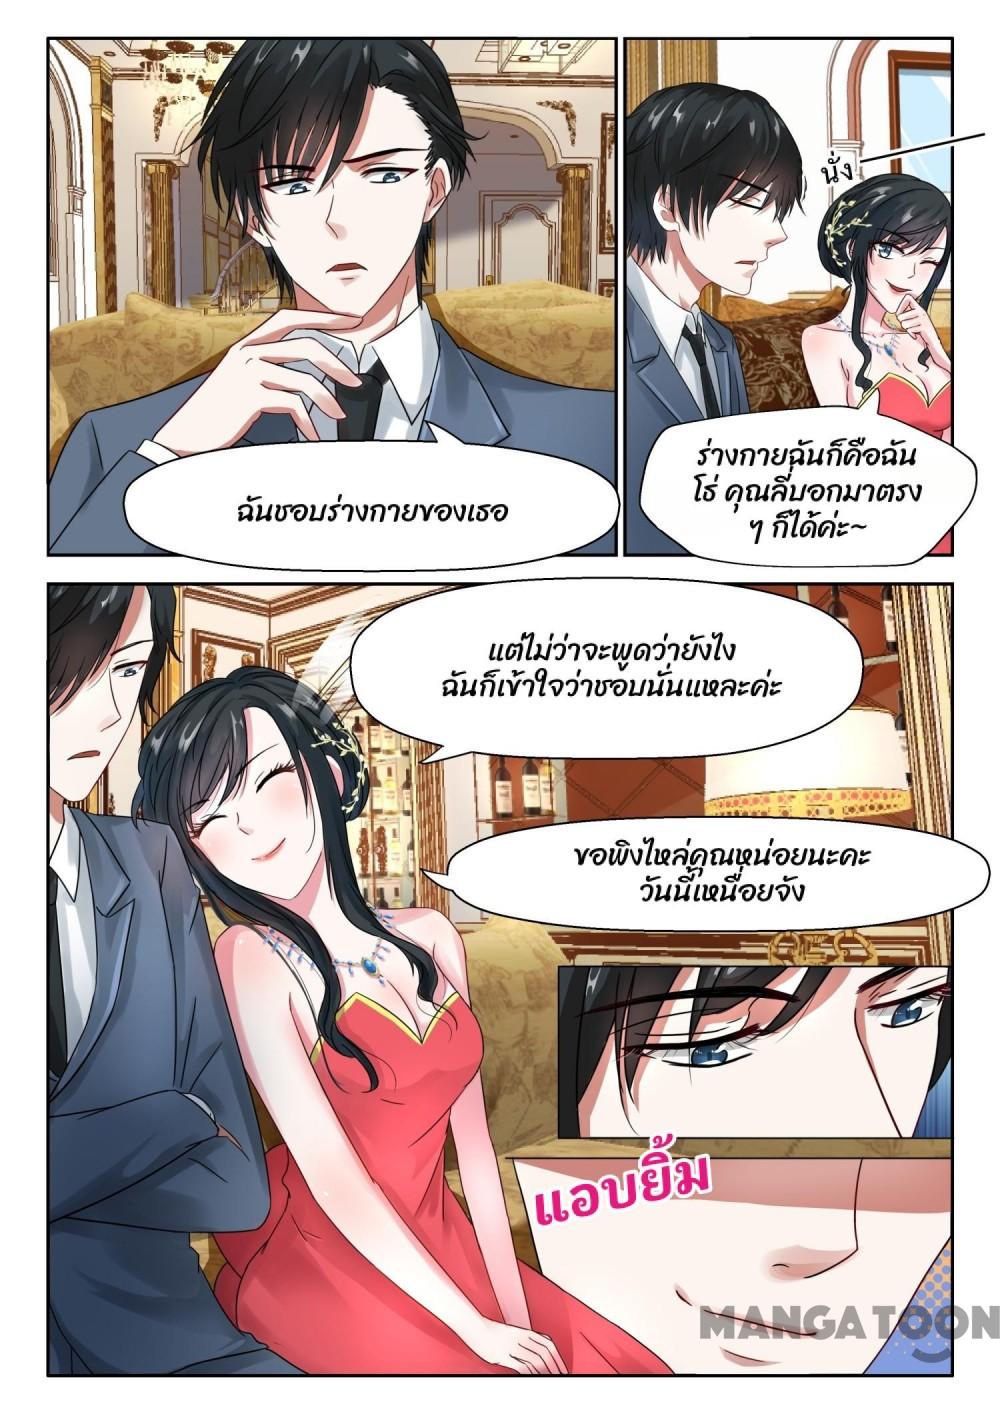 ฉันชอบร่างกายของเธอ
นั่ง
ร่างกายฉันก็คือฉัน
โธ่ คุณลี่บอกมาตรง
ๆ ก็ได้ค่ะ~
แต่ไม่ว่าจะพูดว่ายังไง
ฉันก็เข้าใจว่าชอบนั่นแหละค่ะ
ขอพิงไหล่คุณหน่อยนะคะ
วันนี้เหนื่อยจัง
แอบยิ้ม
MANGATOON